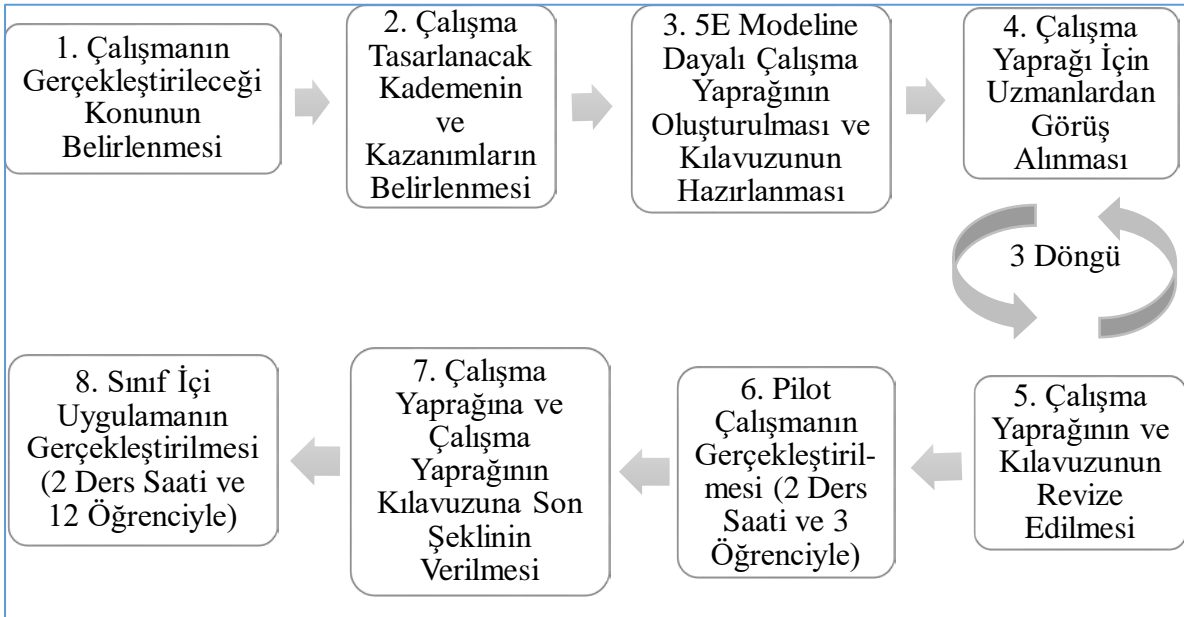 1. Çalışmanın
Gerçekleştirileceği
Konunun
Belirlenmesi
2. Çalışma
Tasarlanacak
Kademenin
ve
Kazanımların
Belirlenmesi
3. 5E Modeline
Dayalı Çalışma
Yaprağının
Oluşturulması ve
Kılavuzunun
Hazırlanması
4. Çalışma
Yaprağı İçin
Uzmanlardan
Görüş
Alınması
3 Döngü
5. Çalışma
Yaprağının ve
Kılavuzunun
Revize
Edilmesi
6. Pilot
Çalışmanın
Gerçekleştiril-
mesi (2 Ders
Saati ve 3
Öğrenciyle)
7. Çalışma
Yaprağına ve
Çalışma
Yaprağının
Kılavuzuna Son
Şeklinin
Verilmesi
8. Sınıf İçi
Uygulamanın
Gerçekleştirilmesi
(2 Ders Saati ve
12 Öğrenciyle)